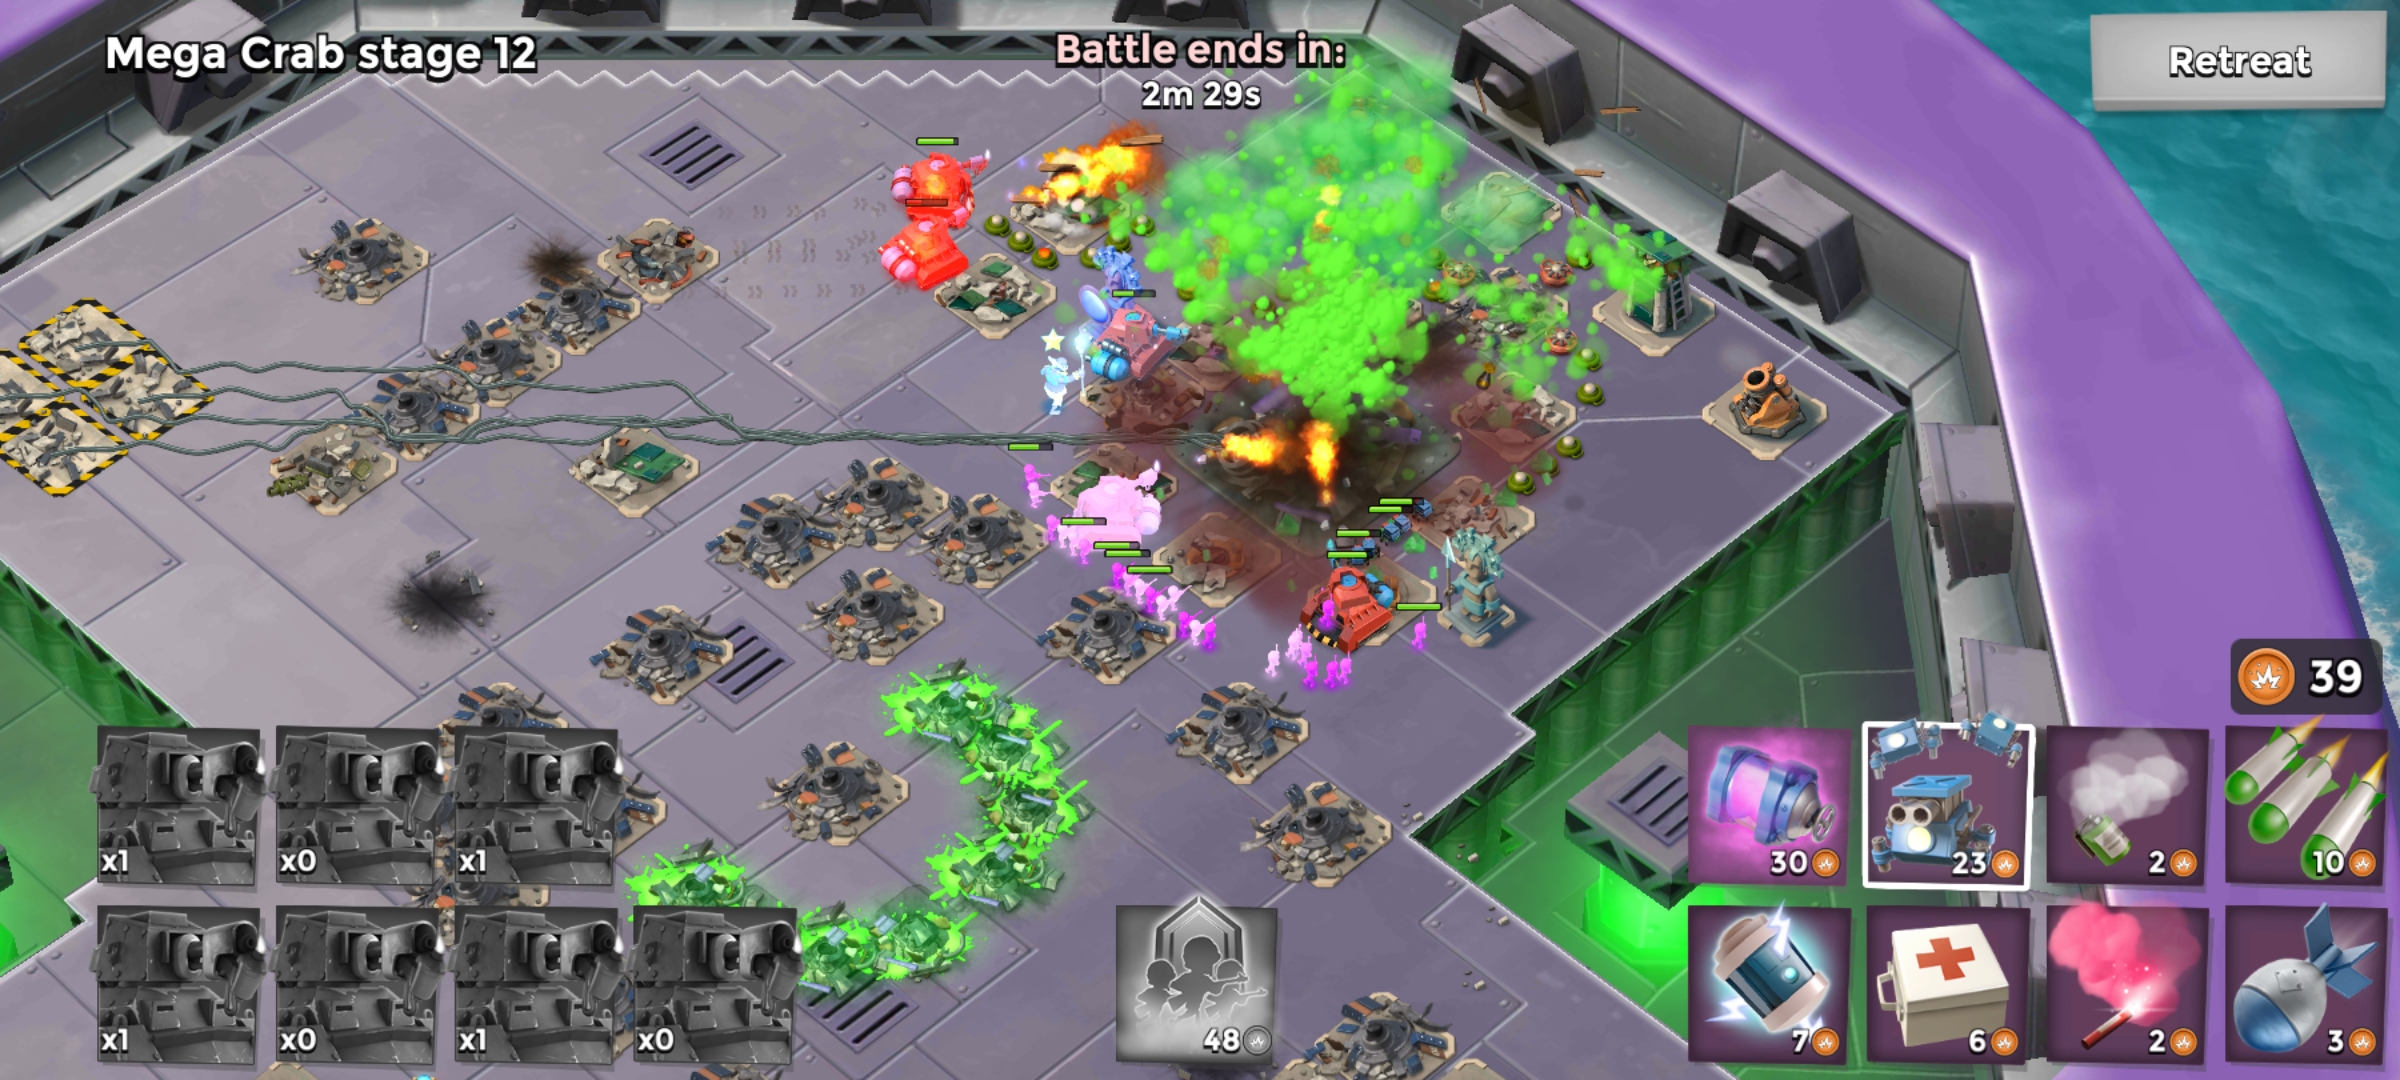 Mega Crab stage 12
Battle ends in:
2m 29s
Retreat
39
x1
x0
x1
30
23
2
10
x1
x0
x1
x0
48
7
6
2
3